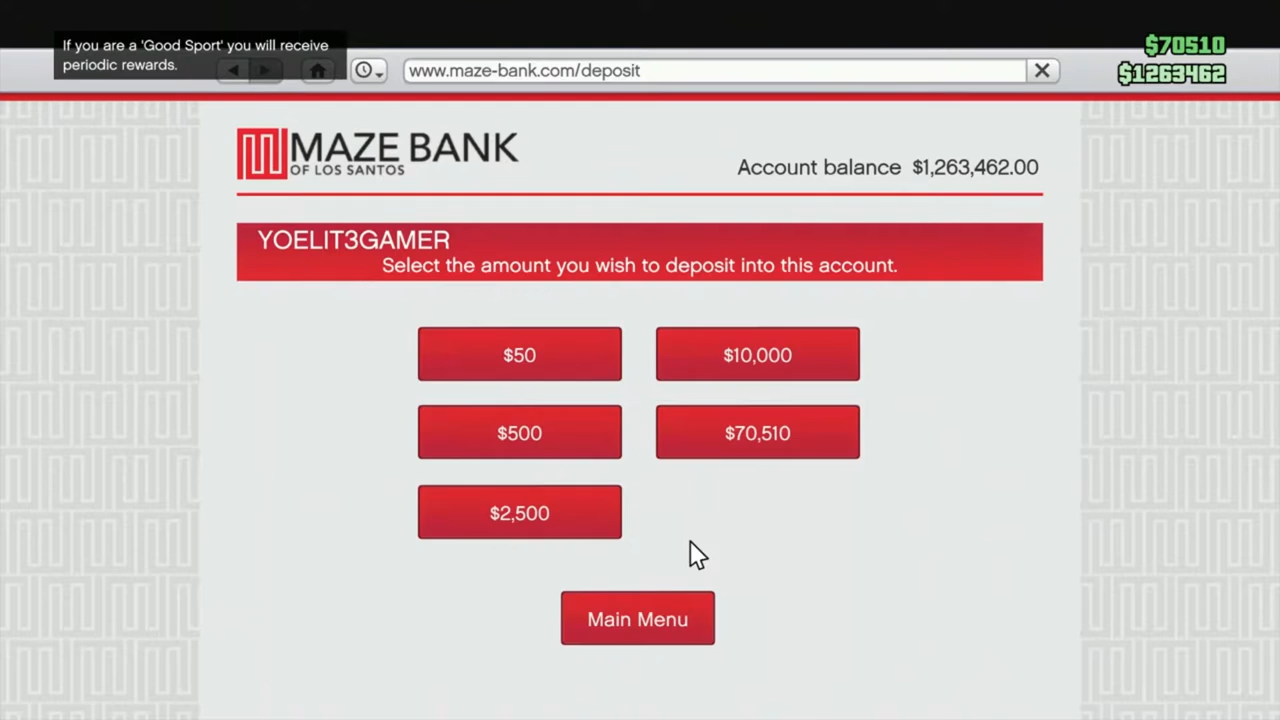 If you are a 'Good Sport' you will receive
periodic rewards.
$70510
$1263462
www.maze-bank.com/deposit
MAZE BANK
OF LOS SANTOS
Account balance $1,263,462.00
YOELIT3GAMER
Select the amount you wish to deposit into this account.
$50
$10,000
$500
$70,510
$2,500
Main Menu